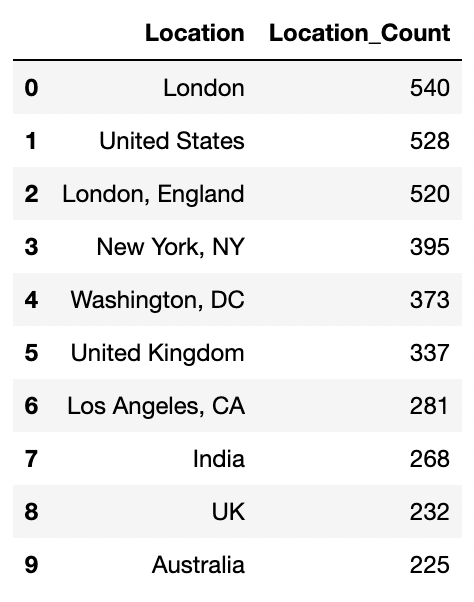 Location Location_Count
0 London 540
1 United States 528
2 London, England 520
3 New York, NY 395
4 Washington, DC 373
5 United Kingdom 337
6 Los Angeles, CA 281
7 India 268
8 UK 232
9 Australia 225